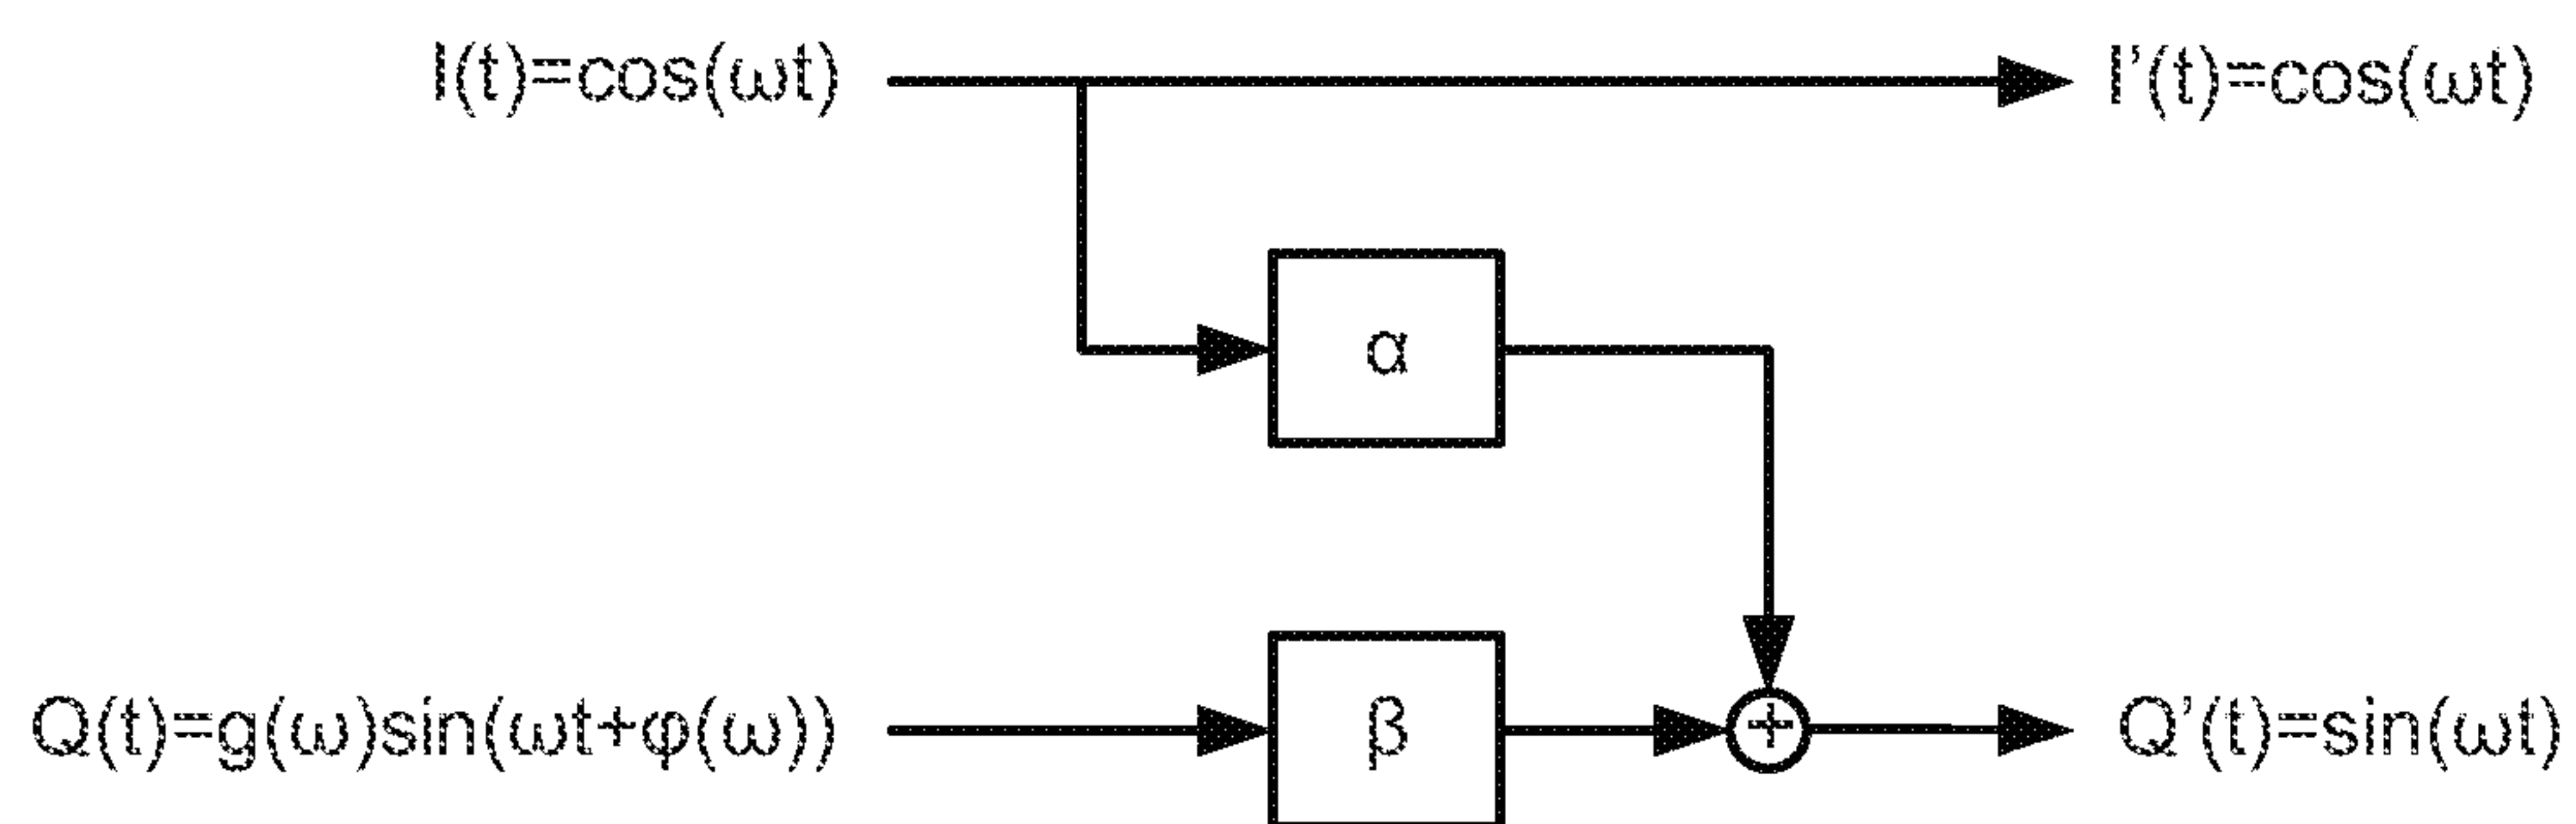 I(t)=cos(ωt) I'(t)=cos(ωt)
α
Q(t)=g(ω)sin(ωt+φ(ω)) β + Q'(t)=sin(ωt)